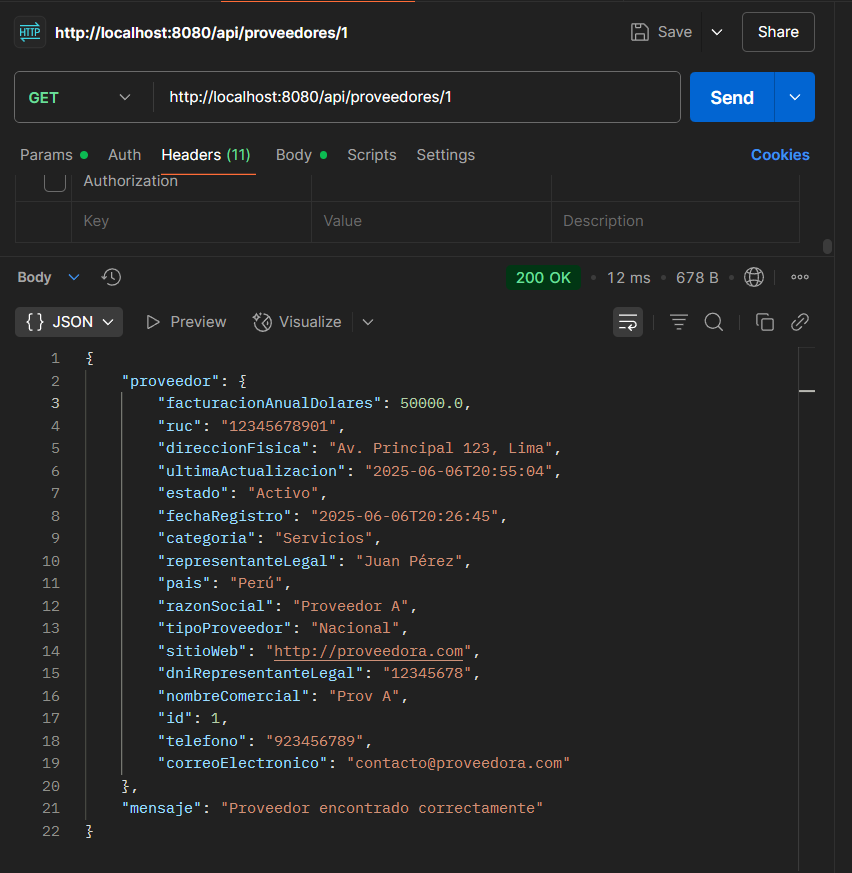 HTTP http://localhost:8080/api/proveedores/1 Save Share
GET http://localhost:8080/api/proveedores/1 Send
Params Auth Headers (11) Body Scripts Settings Cookies
Authorization
Key Value Description
Body 200 OK 12 ms 678 B
{} JSON Preview Visualize
1 {
2 "proveedor": {
3 "facturacionAnualDolares": 50000.0,
4 "ruc": "12345678901",
5 "direccionFisica": "Av. Principal 123, Lima",
6 "ultimaActualizacion": "2025-06-06T20:55:04",
7 "estado": "Activo",
8 "fechaRegistro": "2025-06-06T20:26:45",
9 "categoria": "Servicios",
10 "representanteLegal": "Juan Pérez",
11 "pais": "Perú",
12 "razonSocial": "Proveedor A",
13 "tipoProveedor": "Nacional",
14 "sitioWeb": "http://proveedora.com",
15 "dniRepresentanteLegal": "12345678",
16 "nombreComercial": "Prov A",
17 "id": 1,
18 "telefono": "923456789",
19 "correoElectronico": "contacto@proveedora.com"
20 },
21 "mensaje": "Proveedor encontrado correctamente"
22 }